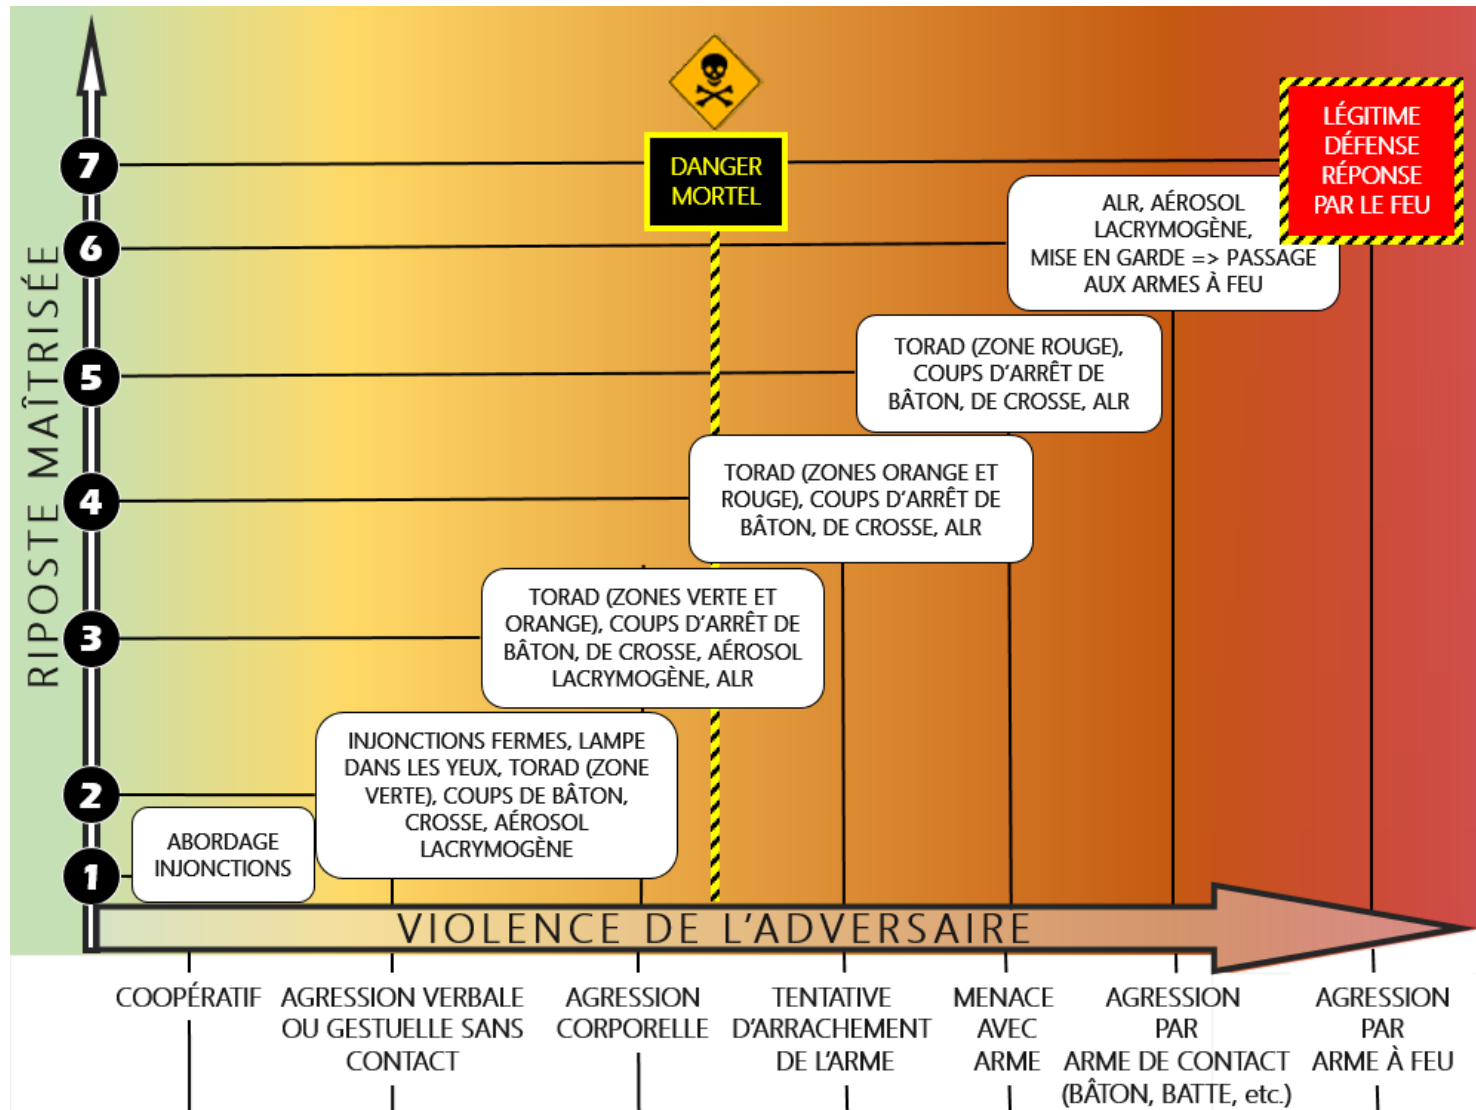 DANGER
MORTEL
LÉGITIME
DÉFENSE
RÉPONSE
PAR LE FEU
RIPOSTE MAÎTRISÉE
7
6
ALR, AÉROSOL
LACRYMOGÈNE,
MISE EN GARDE => PASSAGE
AUX ARMES À FEU
5
TORAD (ZONE ROUGE),
COUPS D'ARRÊT DE
BÂTON, DE CROSSE, ALR
4
TORAD (ZONES ORANGE ET
ROUGE), COUPS D'ARRÊT DE
BÂTON, DE CROSSE, ALR
3
TORAD (ZONES VERTE ET
ORANGE), COUPS D'ARRÊT DE
BÂTON, DE CROSSE, AÉROSOL
LACRYMOGÈNE, ALR
2
INJONCTIONS FERMES, LAMPE
DANS LES YEUX, TORAD (ZONE
VERTE), COUPS DE BÂTON,
CROSSE, AÉROSOL
LACRYMOGÈNE
1
ABORDAGE
INJONCTIONS
VIOLENCE DE L'ADVERSAIRE
COOPÉRATIF
AGRESSION VERBALE
OU GESTUELLE SANS
CONTACT
AGRESSION
CORPORELLE
TENTATIVE
D'ARRACHEMENT
DE L'ARME
MENACE
AVEC
ARME
AGRESSION
PAR
ARME DE CONTACT
(BÂTON, BATTE, etc.)
AGRESSION
PAR
ARME À FEU